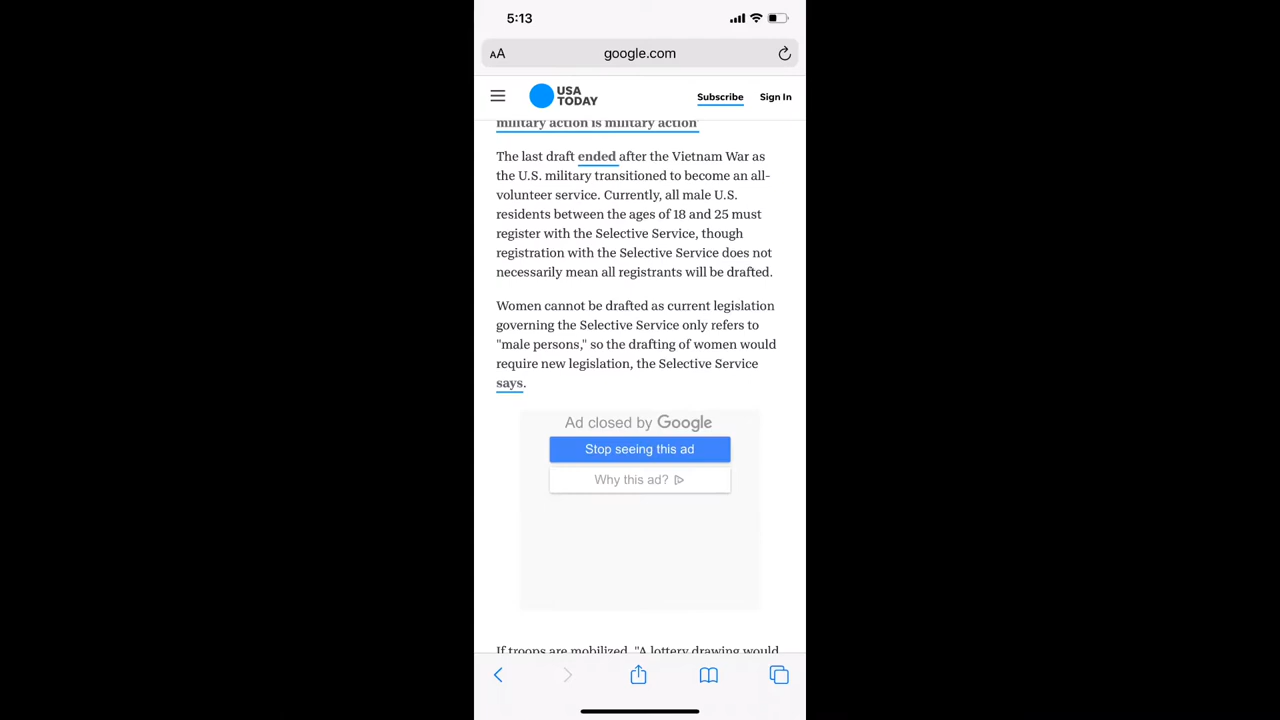 5:13
AA google.com
USA TODAY
Subscribe Sign In
military action is military action'
The last draft ended after the Vietnam War as
the U.S. military transitioned to become an all-
volunteer service. Currently, all male U.S.
residents between the ages of 18 and 25 must
register with the Selective Service, though
registration with the Selective Service does not
necessarily mean all registrants will be drafted.
Women cannot be drafted as current legislation
governing the Selective Service only refers to
"male persons," so the drafting of women would
require new legislation, the Selective Service
says.
Ad closed by Google
Stop seeing this ad
Why this ad?
If troops are mobilized, "A lottery drawing would